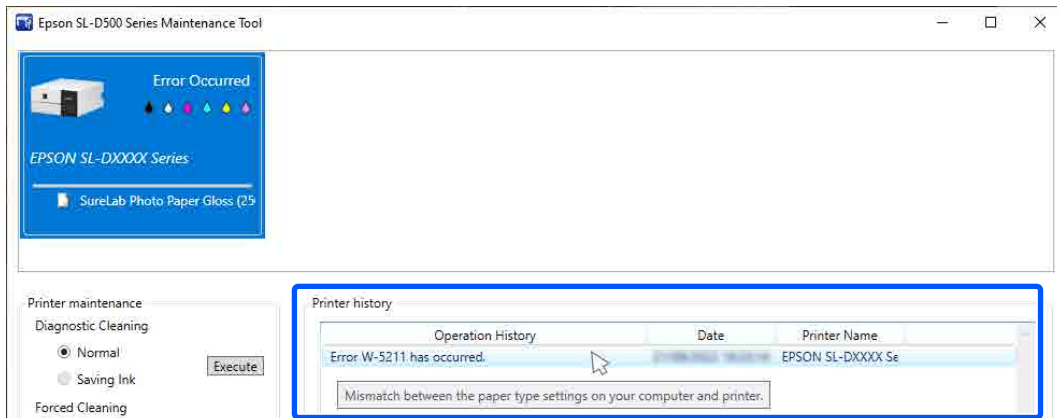 Epson SL-D500 Series Maintenance Tool
Error Occurred
EPSON SL-DXXXX Series
SureLab Photo Paper Gloss (25
Printer maintenance
Diagnostic Cleaning
Normal
Saving Ink
Execute
Forced Cleaning
Printer history
Operation History Date Printer Name
Error W-5211 has occurred. EPSON SL-DXXXX Se
Mismatch between the paper type settings on your computer and printer.